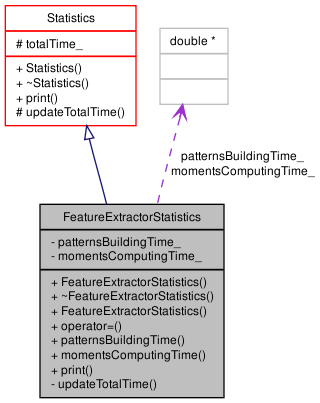 Statistics
# totalTime_
+ Statistics()
+ ~Statistics()
+ print()
# updateTotalTime()
double *
patternsBuildingTime_
momentsComputingTime_
FeatureExtractorStatistics
- patternsBuildingTime_
- momentsComputingTime_
+ FeatureExtractorStatistics()
+ ~FeatureExtractorStatistics()
+ FeatureExtractorStatistics()
+ operator=()
+ patternsBuildingTime()
+ momentsComputingTime()
+ print()
- updateTotalTime()